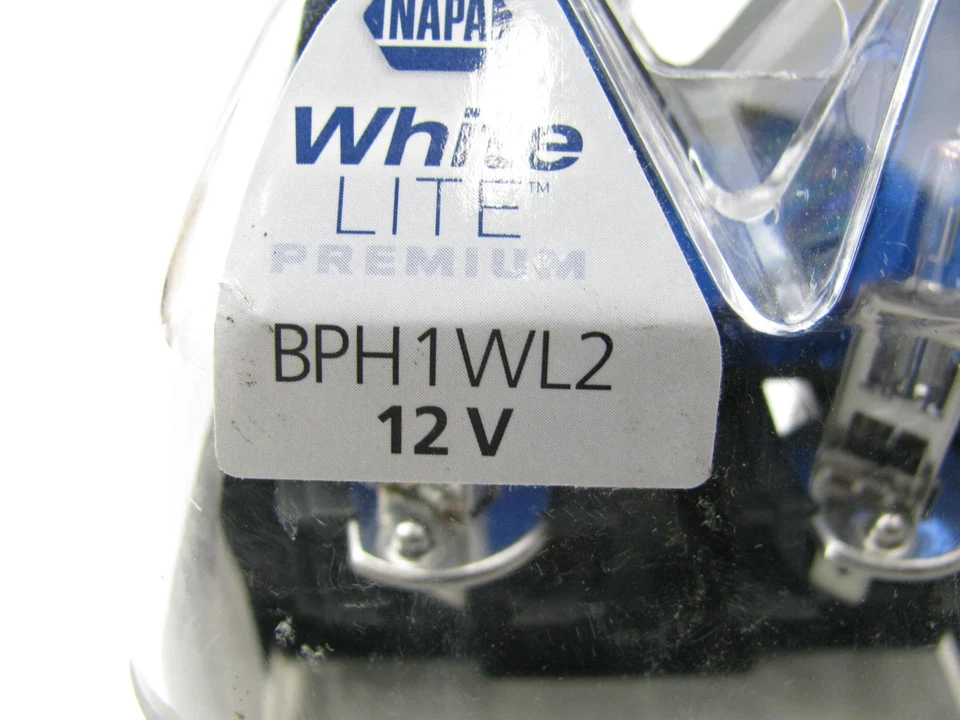 NAPA
White
LITE™
PREMIUM
BPH1WL2
12 V